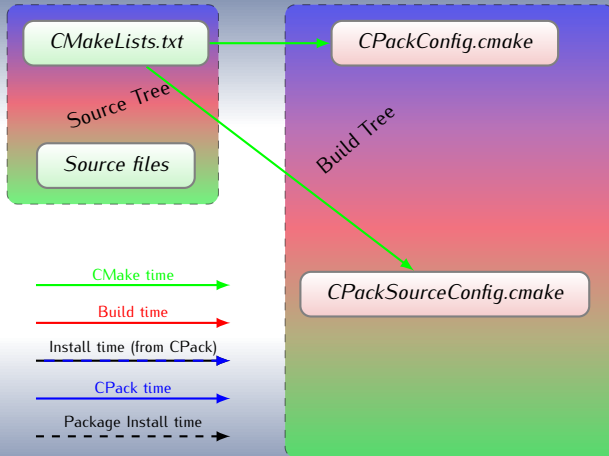 CMakeLists.txt
CPackConfig.cmake
Source Tree
Build Tree
Source files
CPackSourceConfig.cmake
CMake time
Build time
Install time (from CPack)
CPack time
Package Install time